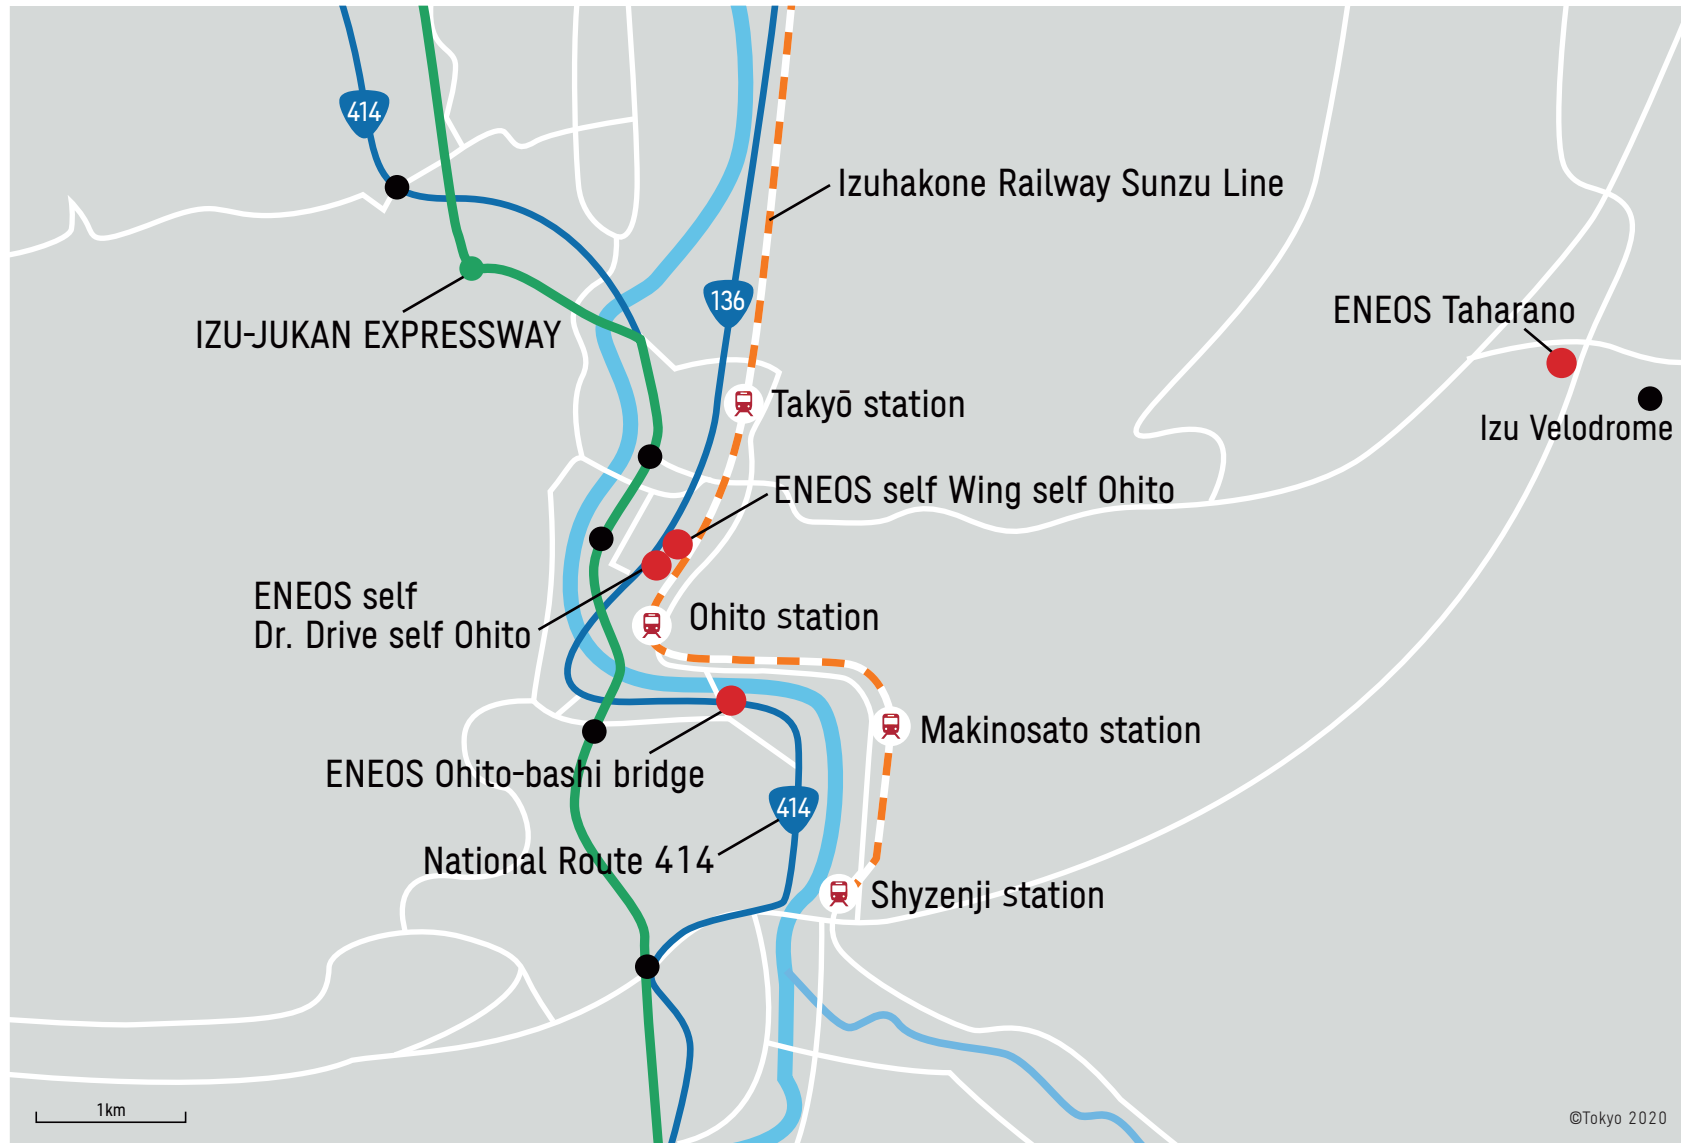 414
Izuhakone Railway Sunzu Line
136
ENEOS Taharano
IZU-JUKAN EXPRESSWAY
Takyō station
Izu Velodrome
ENEOS self Wing self Ohito
ENEOS self
Dr. Drive self Ohito
Ohito station
Makinosato station
ENEOS Ohito-bashi bridge
414
National Route 414
Shyzenji station
1km
©Tokyo 2020